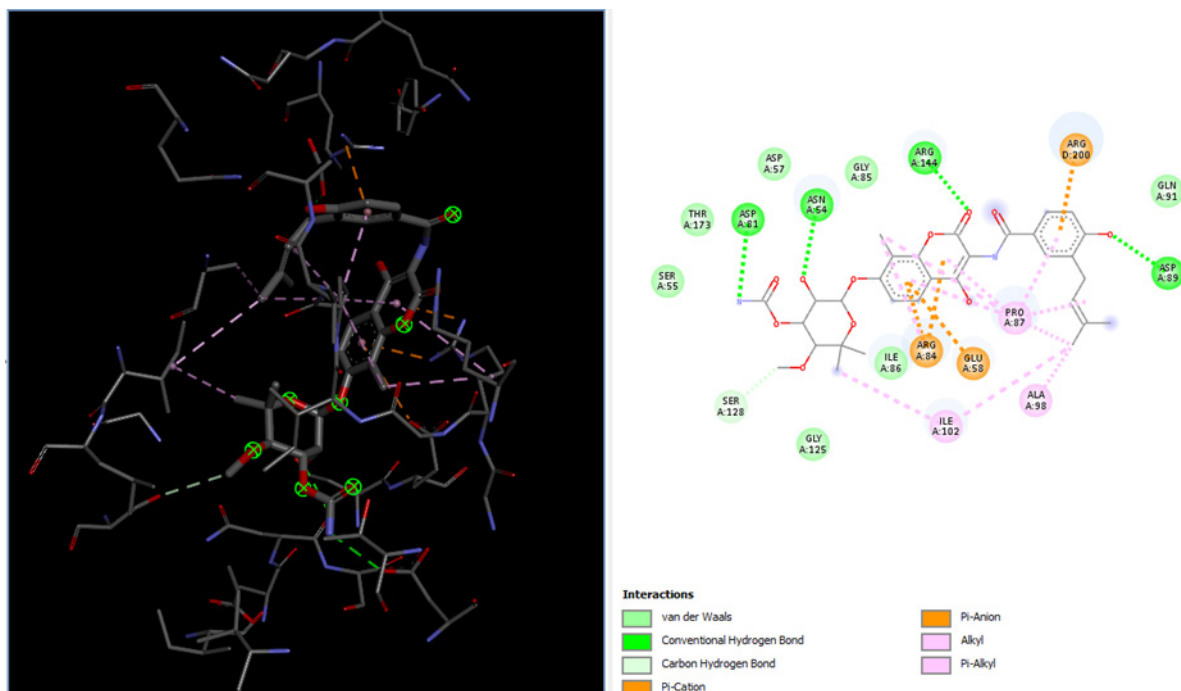 ARG
D:200
ARG
A:144
ASP
A:57
GLY
A:85
GLN
A:91
ASN
A:54
THR
A:173
ASP
A:81
ASP
A:89
SER
A:55
PRO
A:87
ILE
A:86
ARG
A:84
GLU
A:58
SER
A:128
ALA
A:98
ILE
A:102
GLY
A:125
Interactions
van der Waals
Conventional Hydrogen Bond
Carbon Hydrogen Bond
Pi-Cation
Pi-Anion
Alkyl
Pi-Alkyl